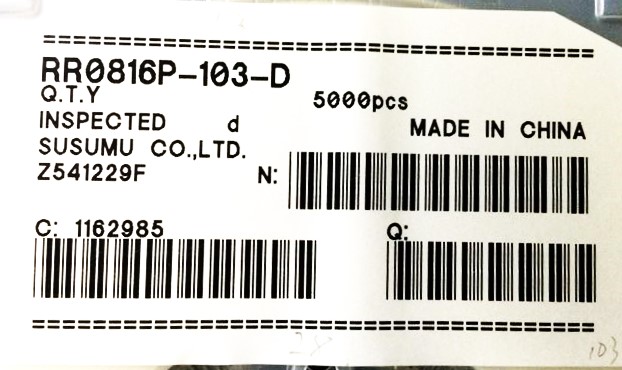 ==================================================
RR0816P-103-D
Q.T.Y 5000pcs
INSPECTED d MADE IN CHINA
SUSUMU CO.,LTD.
Z541229F N:
C: 1162985 Q:
==================================================
103